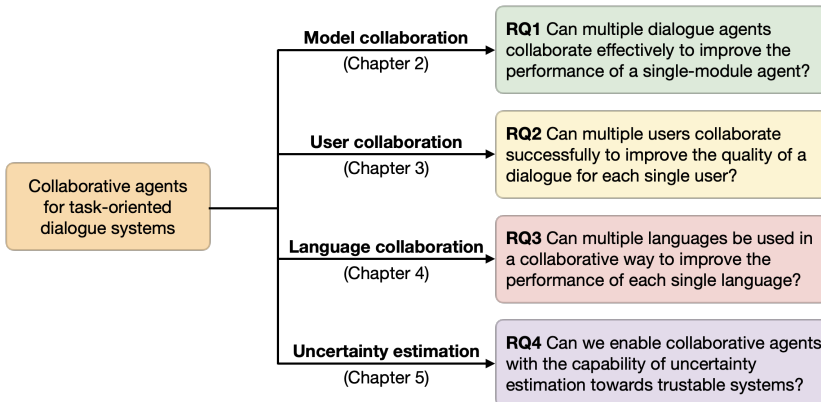 Model collaboration
(Chapter 2)
RQ1 Can multiple dialogue agents
collaborate effectively to improve the
performance of a single-module agent?
User collaboration
(Chapter 3)
RQ2 Can multiple users collaborate
successfully to improve the quality of a
dialogue for each single user?
Collaborative agents
for task-oriented
dialogue systems
Language collaboration
(Chapter 4)
RQ3 Can multiple languages be used in
a collaborative way to improve the
performance of each single language?
Uncertainty estimation
(Chapter 5)
RQ4 Can we enable collaborative agents
with the capability of uncertainty
estimation towards trustable systems?